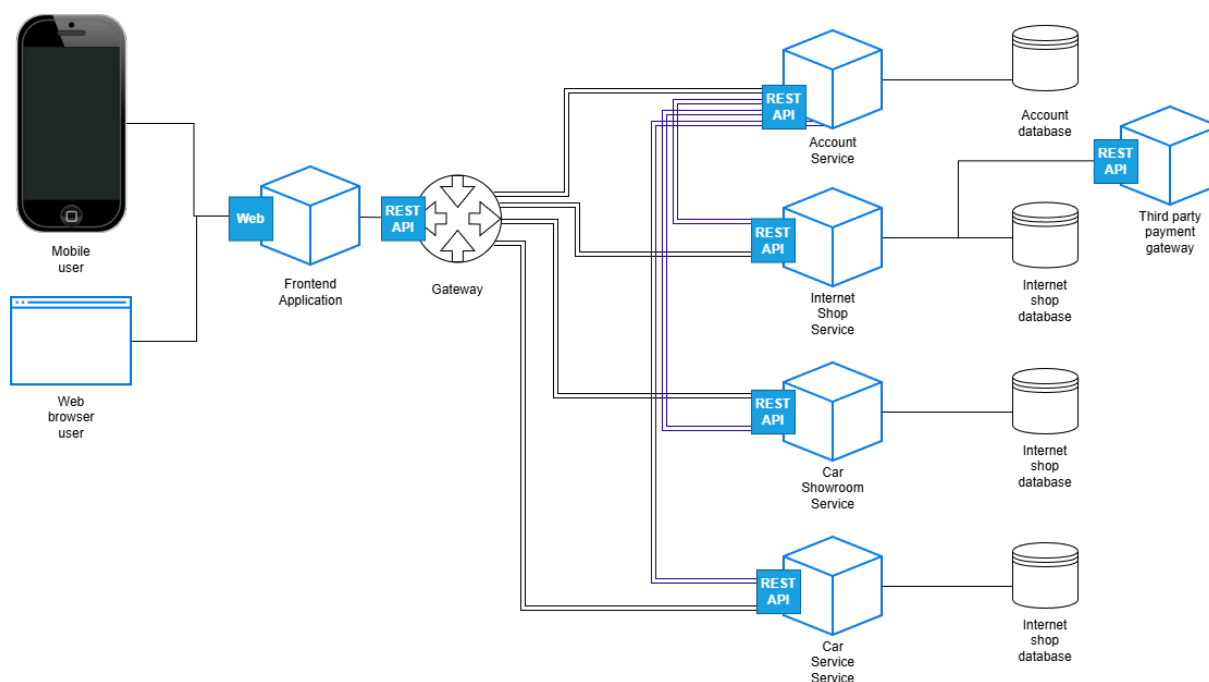 Mobile
user
Web
browser
user
Web
Frontend
Application
REST
API
Gateway
REST
API
Account
Service
Account
database
REST
API
Internet
Shop
Service
Internet
shop
database
REST
API
Third party
payment
gateway
REST
API
Car
Showroom
Service
Internet
shop
database
REST
API
Car
Service
Service
Internet
shop
database